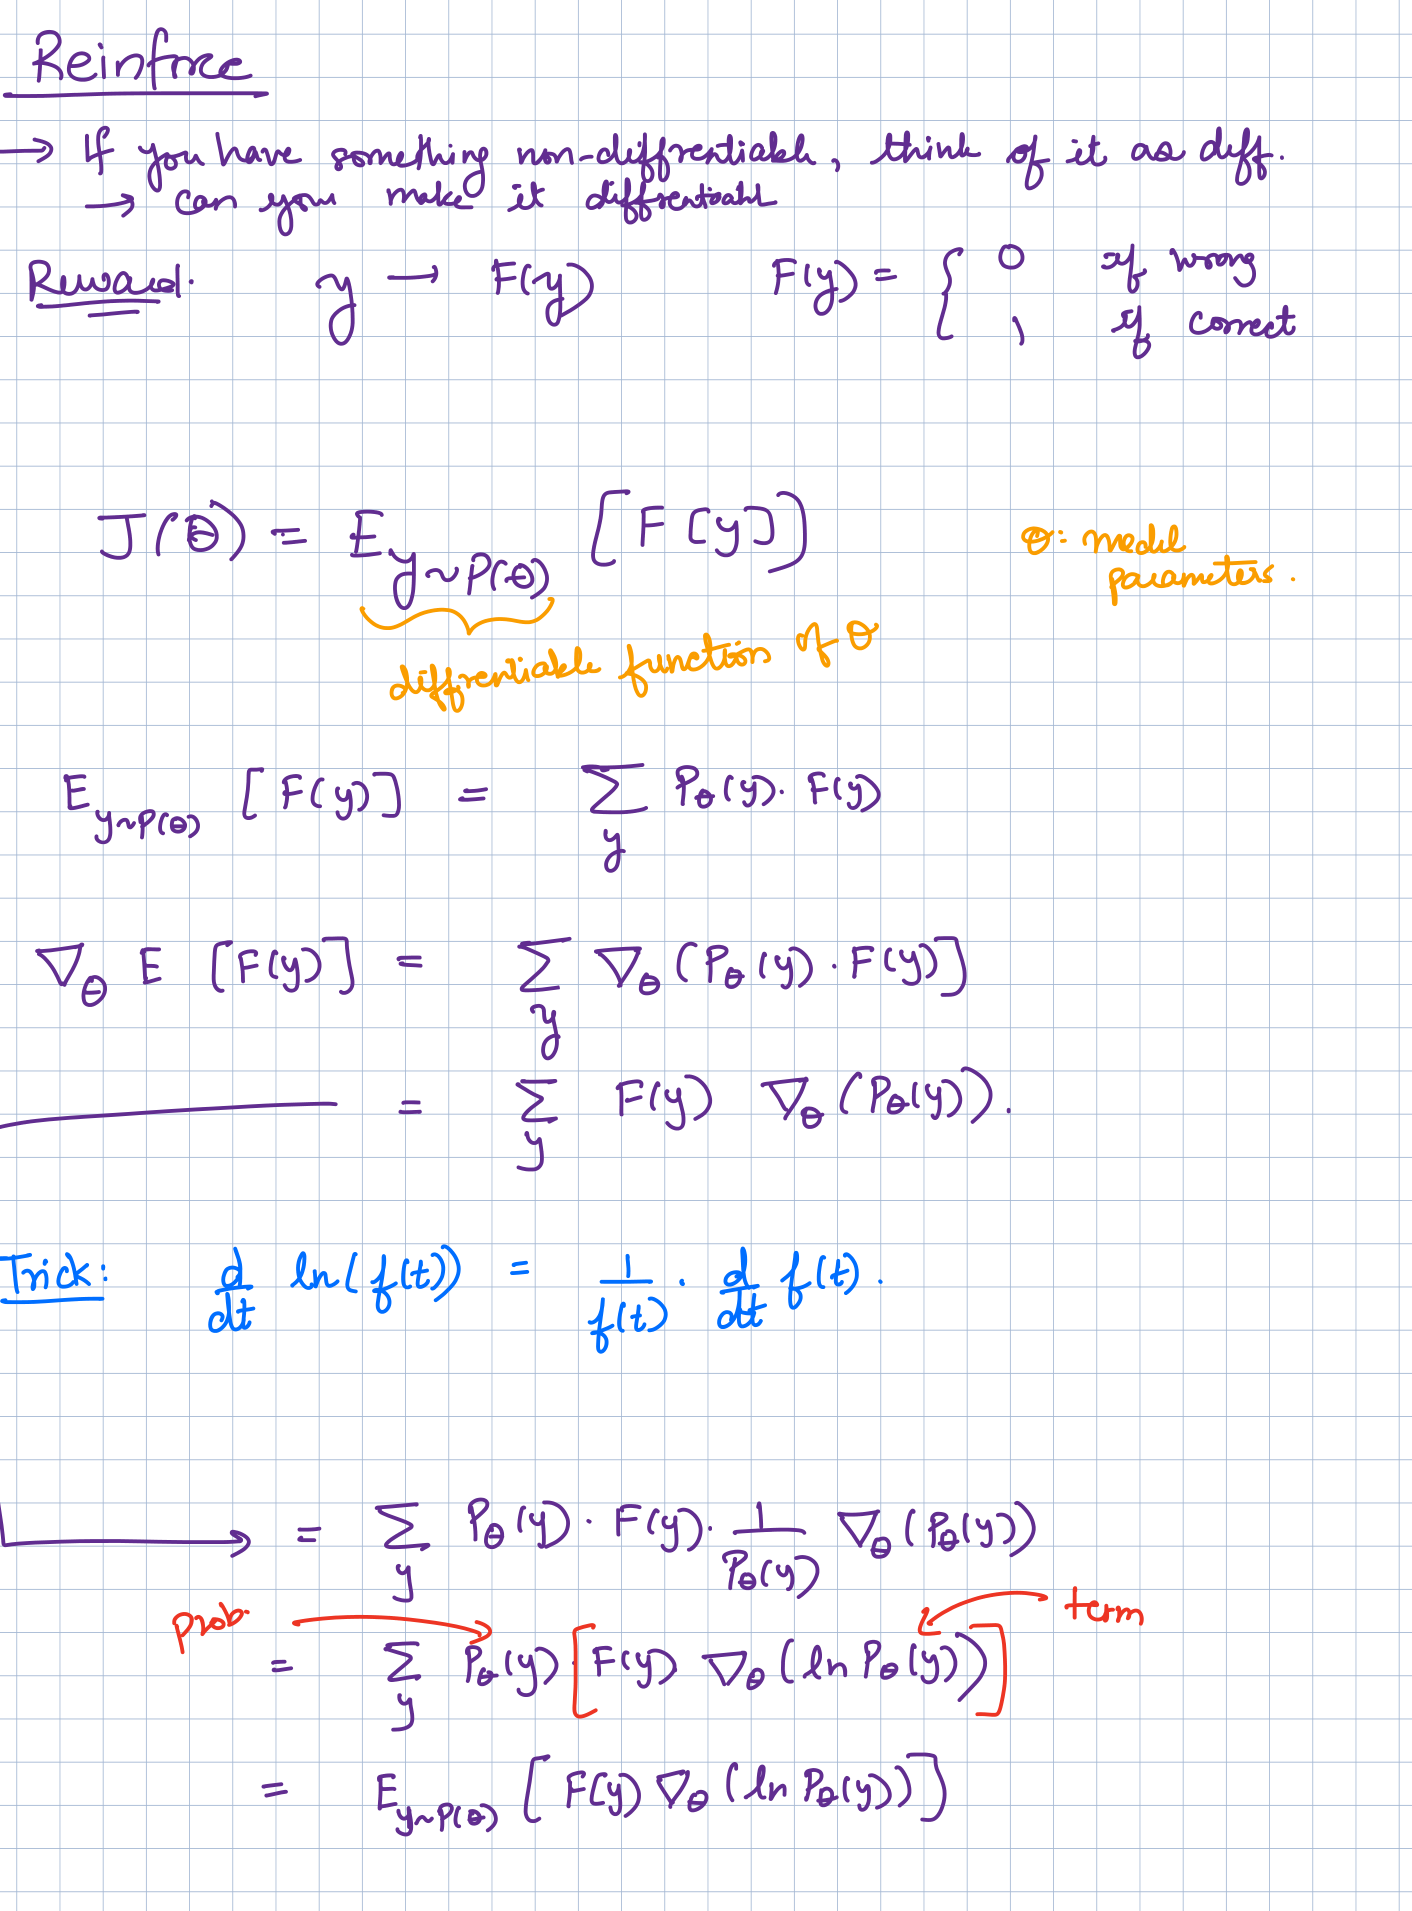 Reinforce
→ If you have something non-diffrentiable, think of it as diff.
→ can you make it diffrentiable
Reward. y → F(y) F(y) = { 0 if wrong
1 if correct
J(θ) = E_{y~P(θ)} [F[y]]
θ: model
parameters.
diffrentiable function of θ
E_{y~P(θ)} [F(y)] = Σ_y P_θ(y). F(y)
∇_θ E [F(y)] = Σ_y ∇_θ (P_θ(y) . F(y)]
= Σ_y F(y) ∇_θ (P_θ(y)).
Trick: d/dt ln(f(t)) = 1/f(t) . d/dt f(t).
→ = Σ_y P_θ(y) . F(y) . 1/P_θ(y) ∇_θ (P_θ(y))
prob. term
= Σ_y P_θ(y) [F(y) ∇_θ (ln P_θ(y))]
= E_{y~P(θ)} [F(y) ∇_θ (ln P_θ(y))]